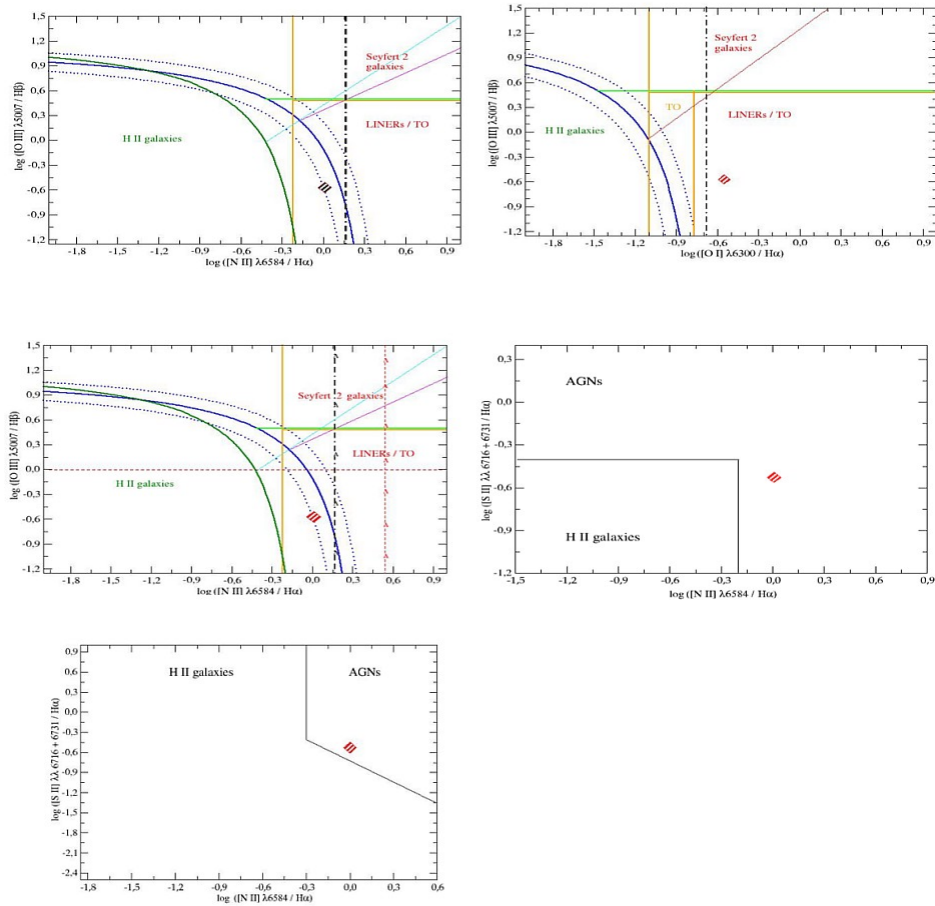 1,5
1,2
0,9
0,6
0,3
0,0
-0,3
-0,6
-0,9
-1,2
log ([O III] λ5007 / Hβ)
Seyfert 2
galaxies
H II galaxies
LINERs / TO
-1,8 -1,5 -1,2 -0,9 -0,6 -0,3 0,0 0,3 0,6 0,9
log ([N II] λ6584 / Hα)
1,5
1,2
0,9
0,6
0,3
0,0
-0,3
-0,6
-0,9
-1,2
log ([O III] λ5007 / Hβ)
Seyfert 2
galaxies
TO
H II galaxies
LINERs / TO
-1,8 -1,5 -1,2 -0,9 -0,6 -0,3 0,0 0,3 0,6 0,9
log ([O I] λ6300 / Hα)
1,5
1,2
0,9
0,6
0,3
0,0
-0,3
-0,6
-0,9
-1,2
log ([O III] λ5007 / Hβ)
Seyfert 2 galaxies
LINERs / TO
H II galaxies
-1,8 -1,5 -1,2 -0,9 -0,6 -0,3 0,0 0,3 0,6 0,9
log ([N II] λ6584 / Hα)
0,3
0,0
-0,3
-0,6
-0,9
-1,2
log ([S II] λλ 6716 + 6731 / Hα)
AGNs
H II galaxies
-1,5 -1,2 -0,9 -0,6 -0,3 0,0 0,3 0,6 0,9
log ([N II] λ6584 / Hα)
0,9
0,6
0,3
0,0
-0,3
-0,6
-0,9
-1,2
-1,5
-1,8
-2,1
-2,4
log ([S II] λλ 6716 + 6731 / Hα)
H II galaxies
AGNs
-1,8 -1,5 -1,2 -0,9 -0,6 -0,3 0,0 0,3 0,6
log ([N II] λ6584 / Hα)